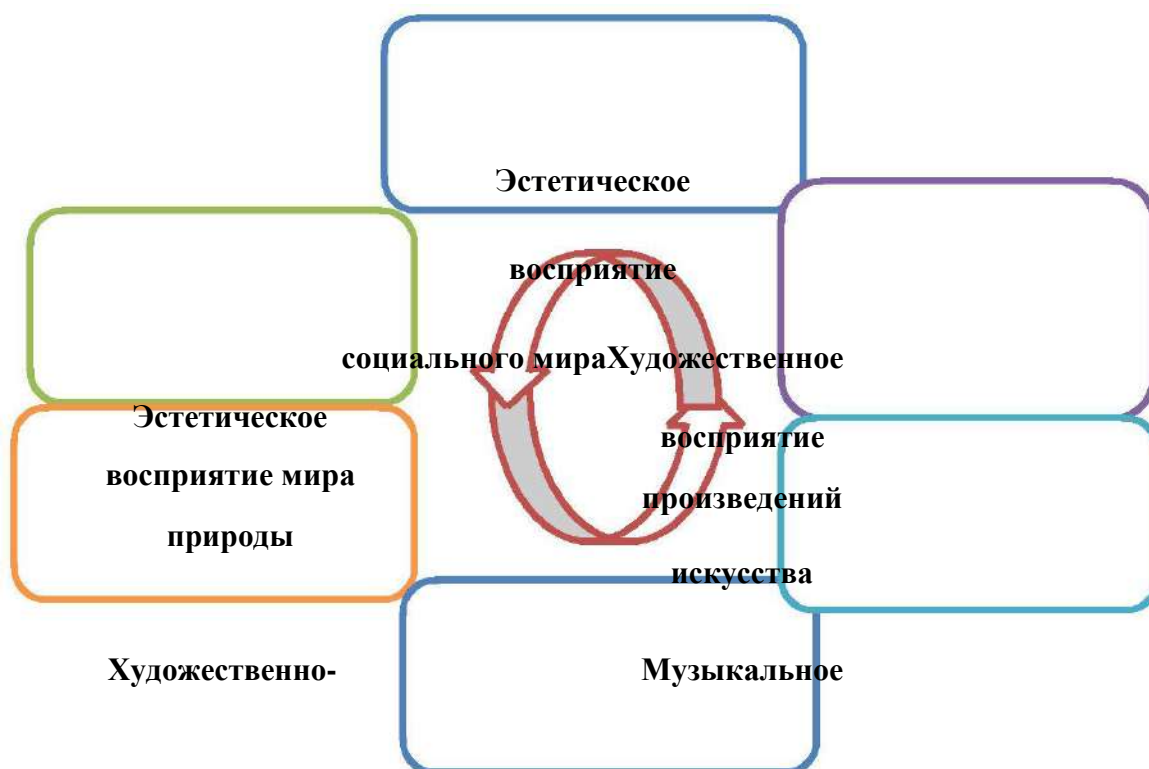 Эстетическое
восприятие
социального мираХудожественное
Эстетическое
восприятие
восприятие мира
произведений
природы
искусства
Художественно-
Музыкальное